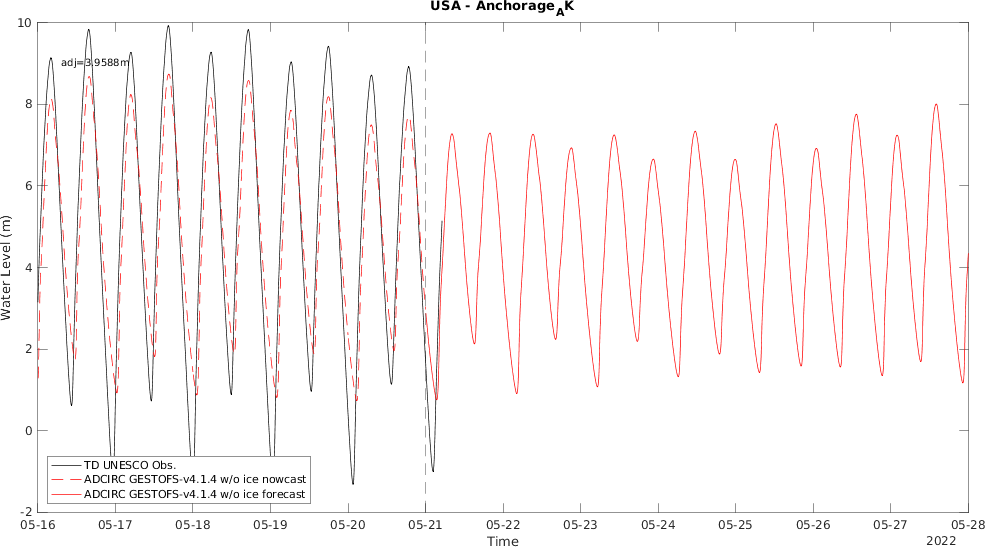 USA - Anchorage_AK
10
8
6
4
2
0
-2
Water Level (m)
adj=3.9588m
TD UNESCO Obs.
ADCIRC GESTOFS-v4.1.4 w/o ice nowcast
ADCIRC GESTOFS-v4.1.4 w/o ice forecast
05-16 05-17 05-18 05-19 05-20 05-21 05-22 05-23 05-24 05-25 05-26 05-27 05-28
Time
2022